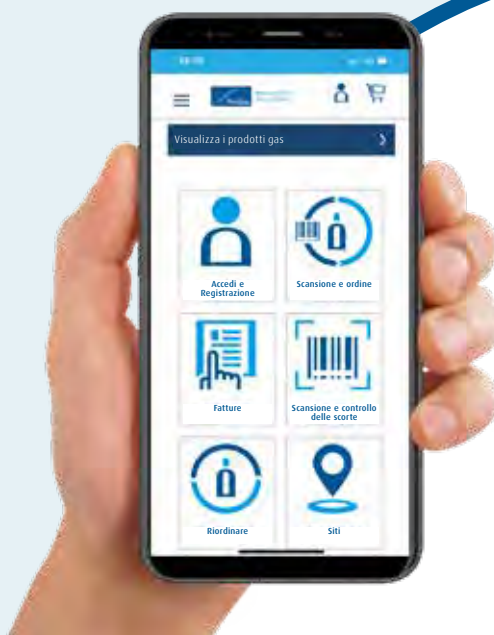 Visualizza i prodotti gas
Accedi e
Registrazione
Scansione e ordine
Fatture
Scansione e controllo
delle scorte
Riordinare
Siti